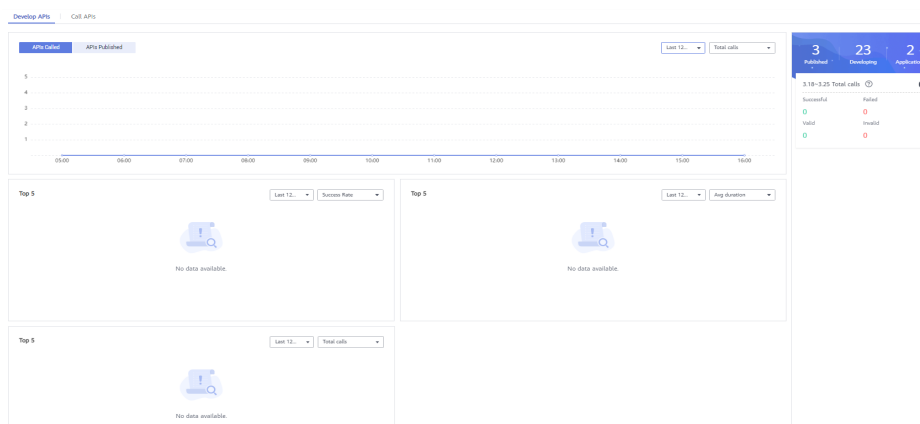 Develop APIs Call APIs
APIs Called APIs Published Last 12... Total calls
5
4
3
2
1
05:00 06:00 07:00 08:00 09:00 10:00 11:00 12:00 13:00 14:00 15:00 16:00
3 23 2
Published Developing Applicatio
3.18~3.25 Total calls ?
Successful Failed
0 0
Valid Invalid
0 0
Top 5 Last 12... Success Rate
No data available.
Top 5 Last 12... Avg duration
No data available.
Top 5 Last 12... Total calls
No data available.